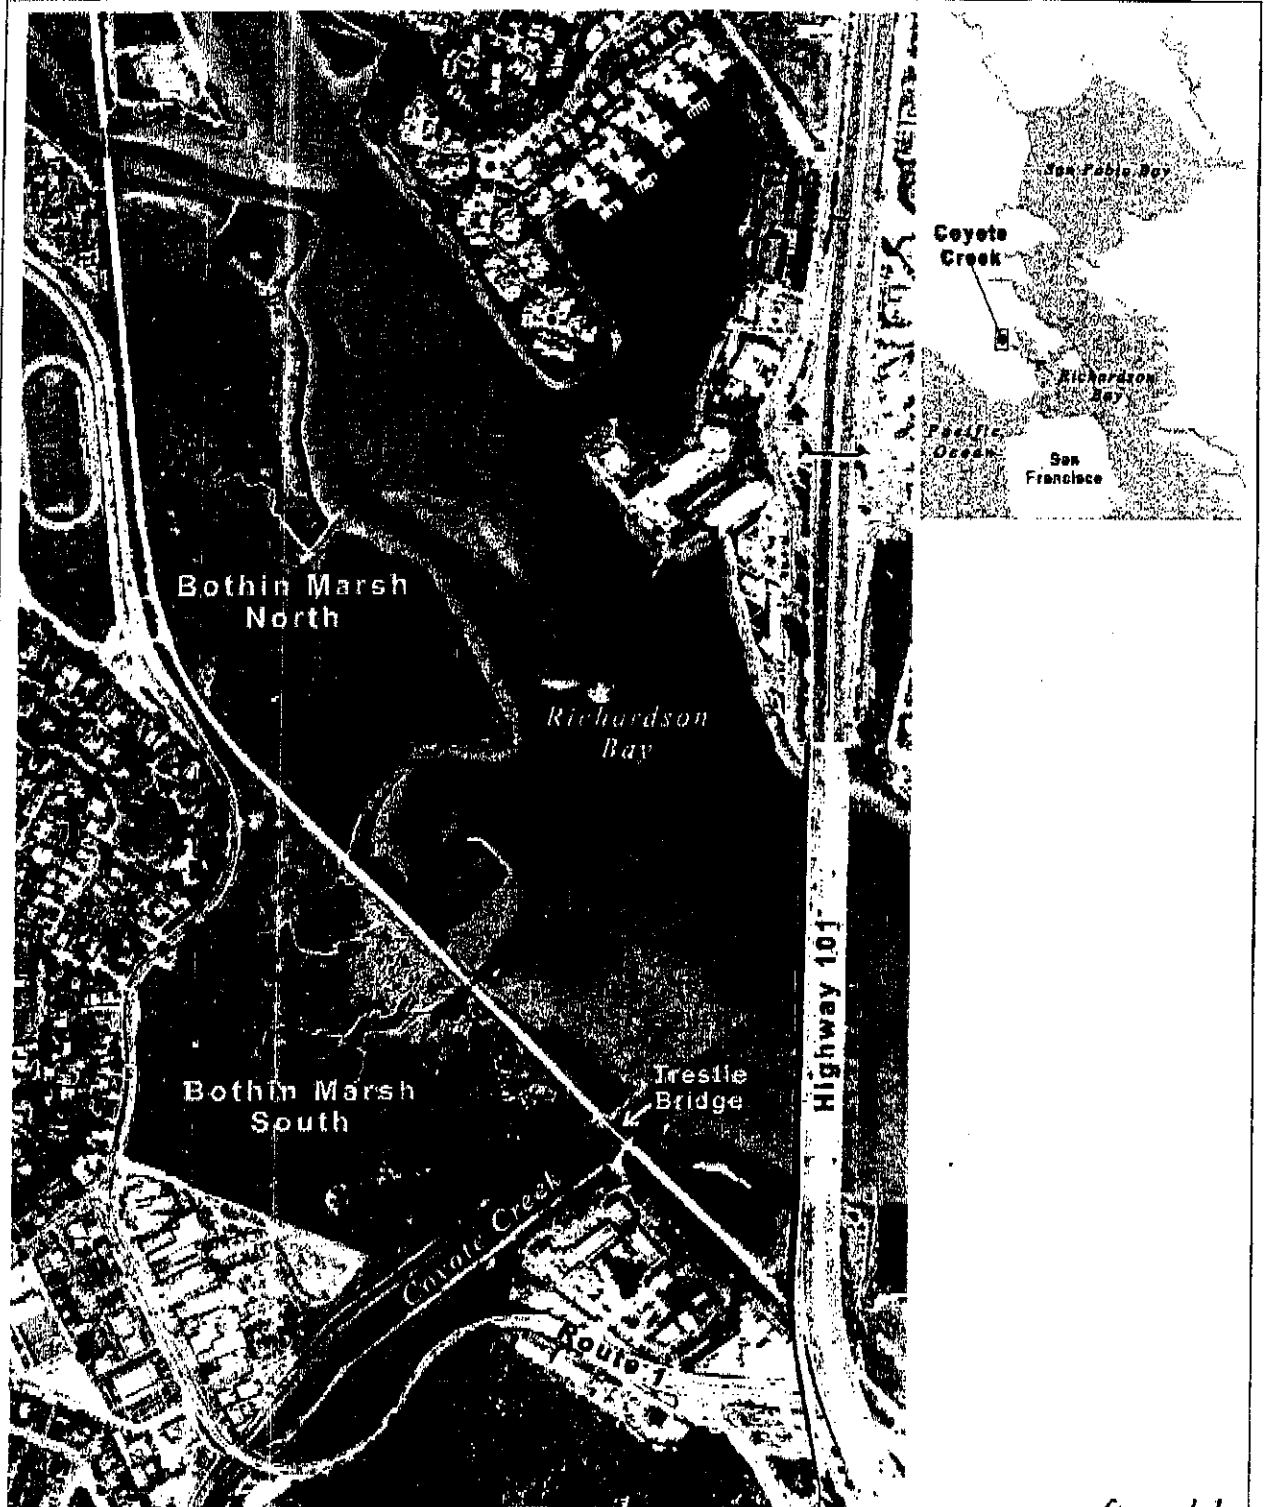 San Pablo Bay
Coyote
Creek
Richardson
Bay
Pacific
Ocean
San
Francisco
Bothin Marsh
North
Richardson
Bay
Highway 101
Trestle
Bridge
Bothin Marsh
South
Coyote Creek
Route 1